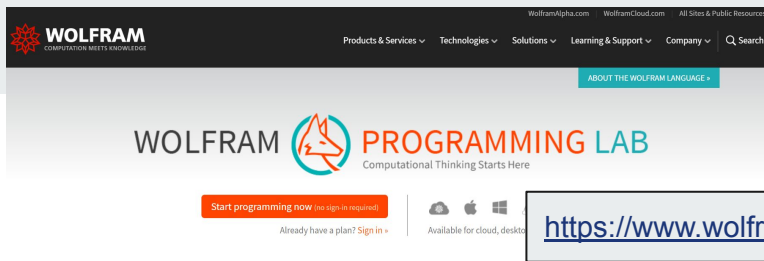 WolframAlpha.com | WolframCloud.com | All Sites & Public Resources
WOLFRAM
COMPUTATION MEETS KNOWLEDGE
Products & Services Technologies Solutions Learning & Support Company Search
ABOUT THE WOLFRAM LANGUAGE »
WOLFRAM PROGRAMMING LAB
Computational Thinking Starts Here
Start programming now (no sign-in required)
Already have a plan? Sign in »
Available for cloud, deskto
https://www.wolfr